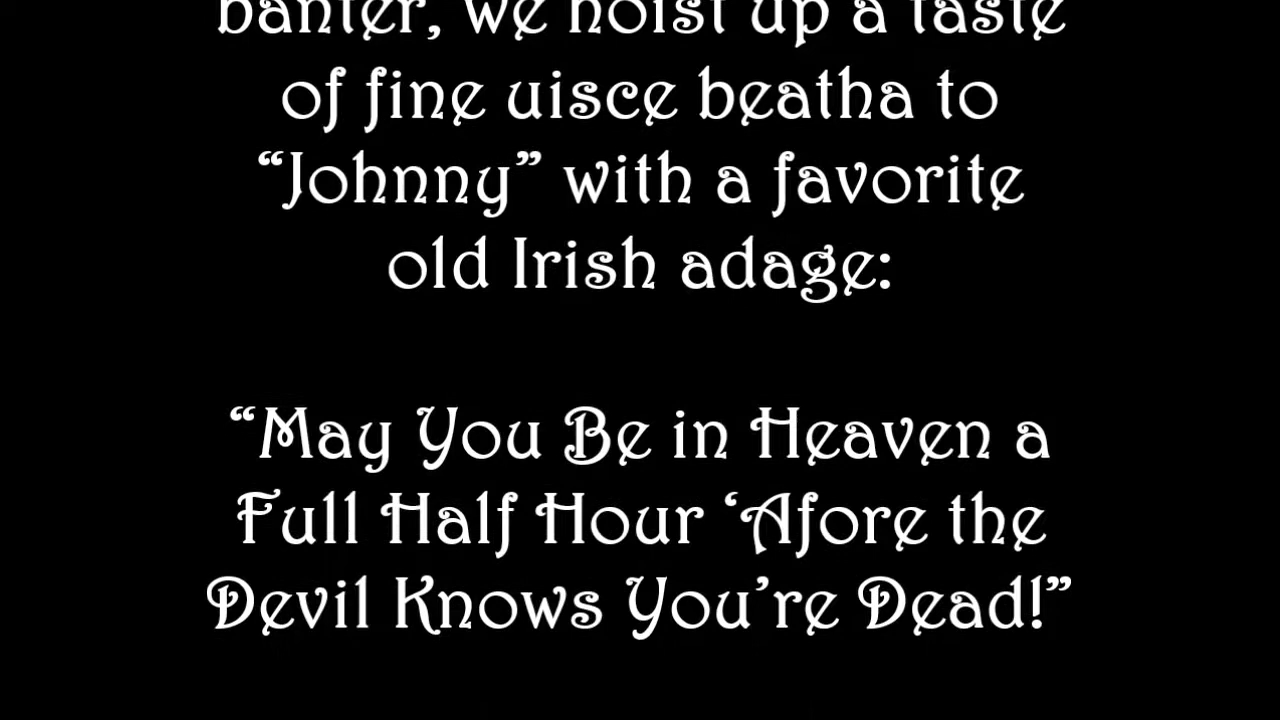 banter, we hoist up a taste
of fine uisce beatha to
“Johnny” with a favorite
old Irish adage:
“May You Be in Heaven a
Full Half Hour ‘Afore the
Devil Knows You’re Dead!”